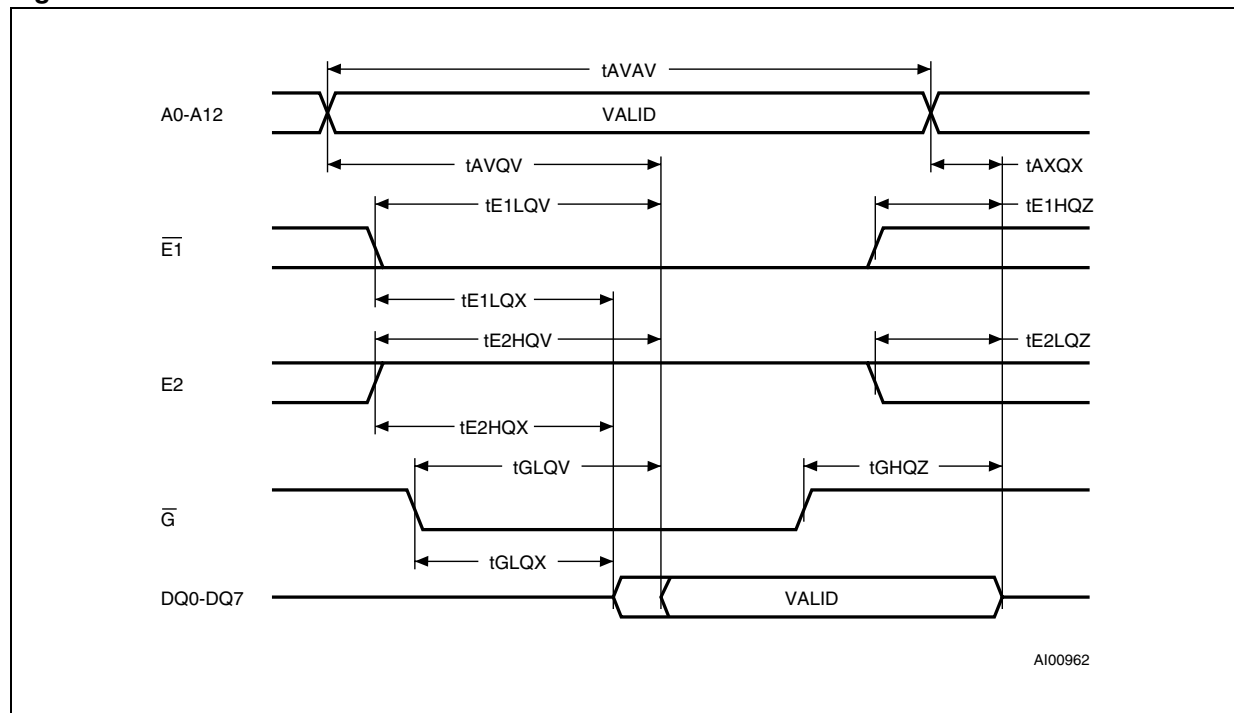 tAVAV
A0-A12 VALID
tAVQV tAXQX
tE1LQV tE1HQZ
E1
tE1LQX
tE2HQV tE2LQZ
E2
tE2HQX
tGLQV tGHQZ
G
tGLQX
DQ0-DQ7 VALID
AI00962